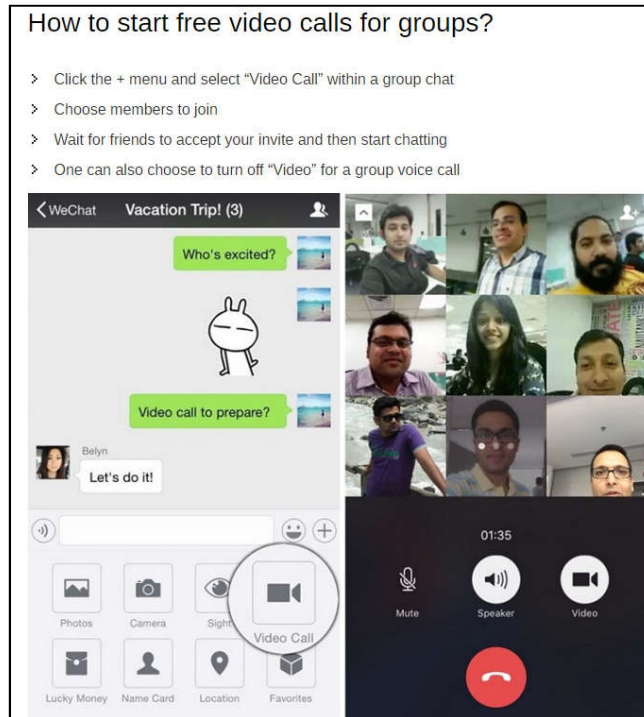 How to start free video calls for groups?
Click the + menu and select “Video Call” within a group chat
Choose members to join
Wait for friends to accept your invite and then start chatting
One can also choose to turn off “Video” for a group voice call
WeChat Vacation Trip! (3)
Who's excited?
Video call to prepare?
Belyn
Let's do it!
Photos Camera Sight Video Call
Lucky Money Name Card Location Favorites
01:35
Mute Speaker Video